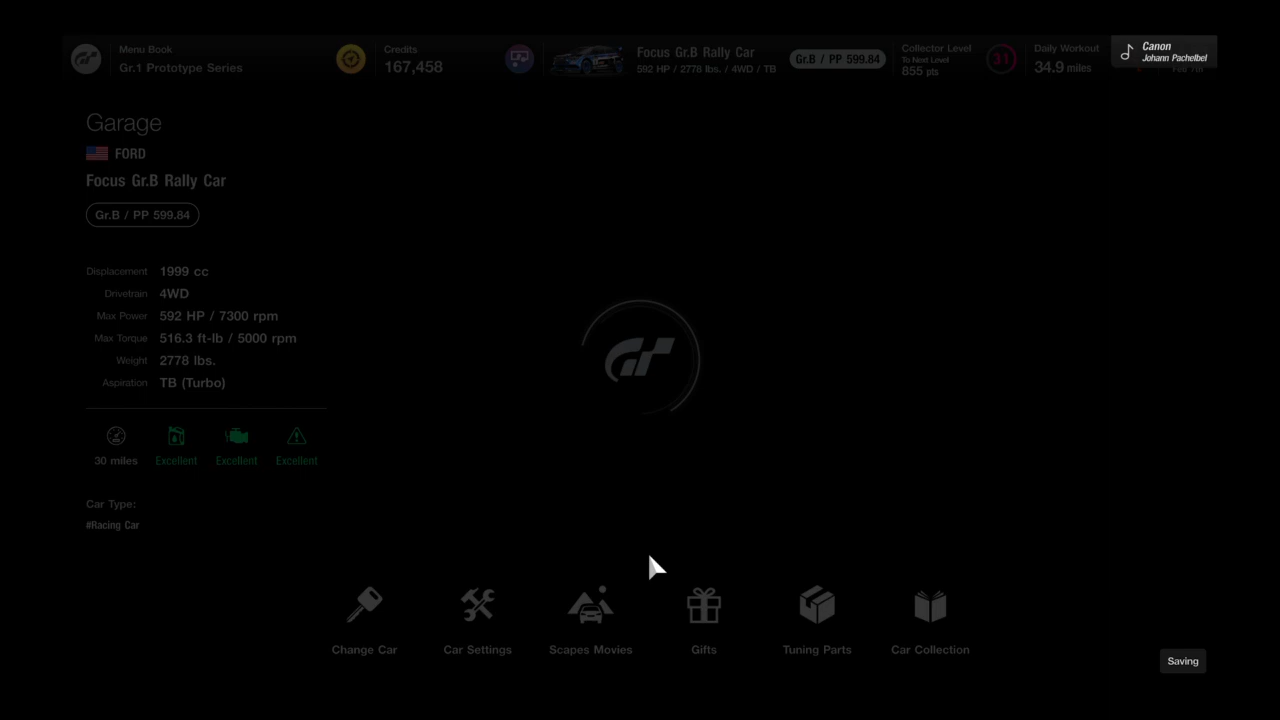 Menu Book
Gr.1 Prototype Series
Credits
167,458
Focus Gr.B Rally Car
592 HP / 2778 lbs. / 4WD / TB
Gr.B / PP 599.84
Collector Level
To Next Level
855 pts
31
Daily Workout
34.9 miles
Canon
Johann Pachelbel
Garage
FORD
Focus Gr.B Rally Car
Gr.B / PP 599.84
Displacement 1999 cc
Drivetrain 4WD
Max Power 592 HP / 7300 rpm
Max Torque 516.3 ft-lb / 5000 rpm
Weight 2778 lbs.
Aspiration TB (Turbo)
30 miles Excellent Excellent Excellent
Car Type:
#Racing Car
Change Car Car Settings Scapes Movies Gifts Tuning Parts Car Collection
Saving